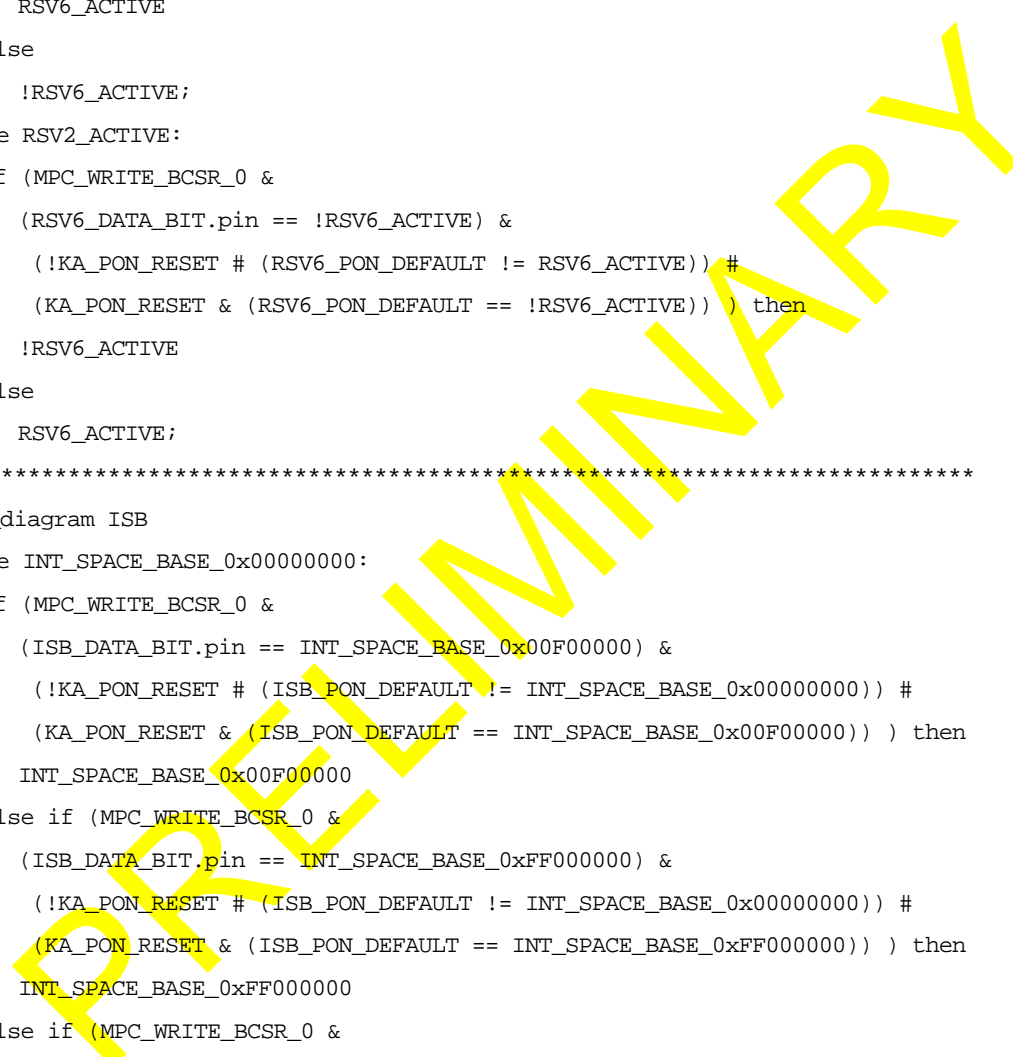 RSV6_ACTIVE
lse
!RSV6_ACTIVE;
e RSV2_ACTIVE:
f (MPC_WRITE_BCSR_0 &
(RSV6_DATA_BIT.pin == !RSV6_ACTIVE) &
(!KA_PON_RESET # (RSV6_PON_DEFAULT != RSV6_ACTIVE)) #
(KA_PON_RESET & (RSV6_PON_DEFAULT == !RSV6_ACTIVE)) ) then
!RSV6_ACTIVE
lse
RSV6_ACTIVE;
************************************************************************
diagram ISB
e INT_SPACE_BASE_0x00000000:
f (MPC_WRITE_BCSR_0 &
(ISB_DATA_BIT.pin == INT_SPACE_BASE_0x00F00000) &
(!KA_PON_RESET # (ISB_PON_DEFAULT != INT_SPACE_BASE_0x00000000)) #
(KA_PON_RESET & (ISB_PON_DEFAULT == INT_SPACE_BASE_0x00F00000)) ) then
INT_SPACE_BASE_0x00F00000
lse if (MPC_WRITE_BCSR_0 &
(ISB_DATA_BIT.pin == INT_SPACE_BASE_0xFF000000) &
(!KA_PON_RESET # (ISB_PON_DEFAULT != INT_SPACE_BASE_0x00000000)) #
(KA_PON_RESET & (ISB_PON_DEFAULT == INT_SPACE_BASE_0xFF000000)) ) then
INT_SPACE_BASE_0xFF000000
lse if (MPC_WRITE_BCSR_0 &
PRELIMINARY